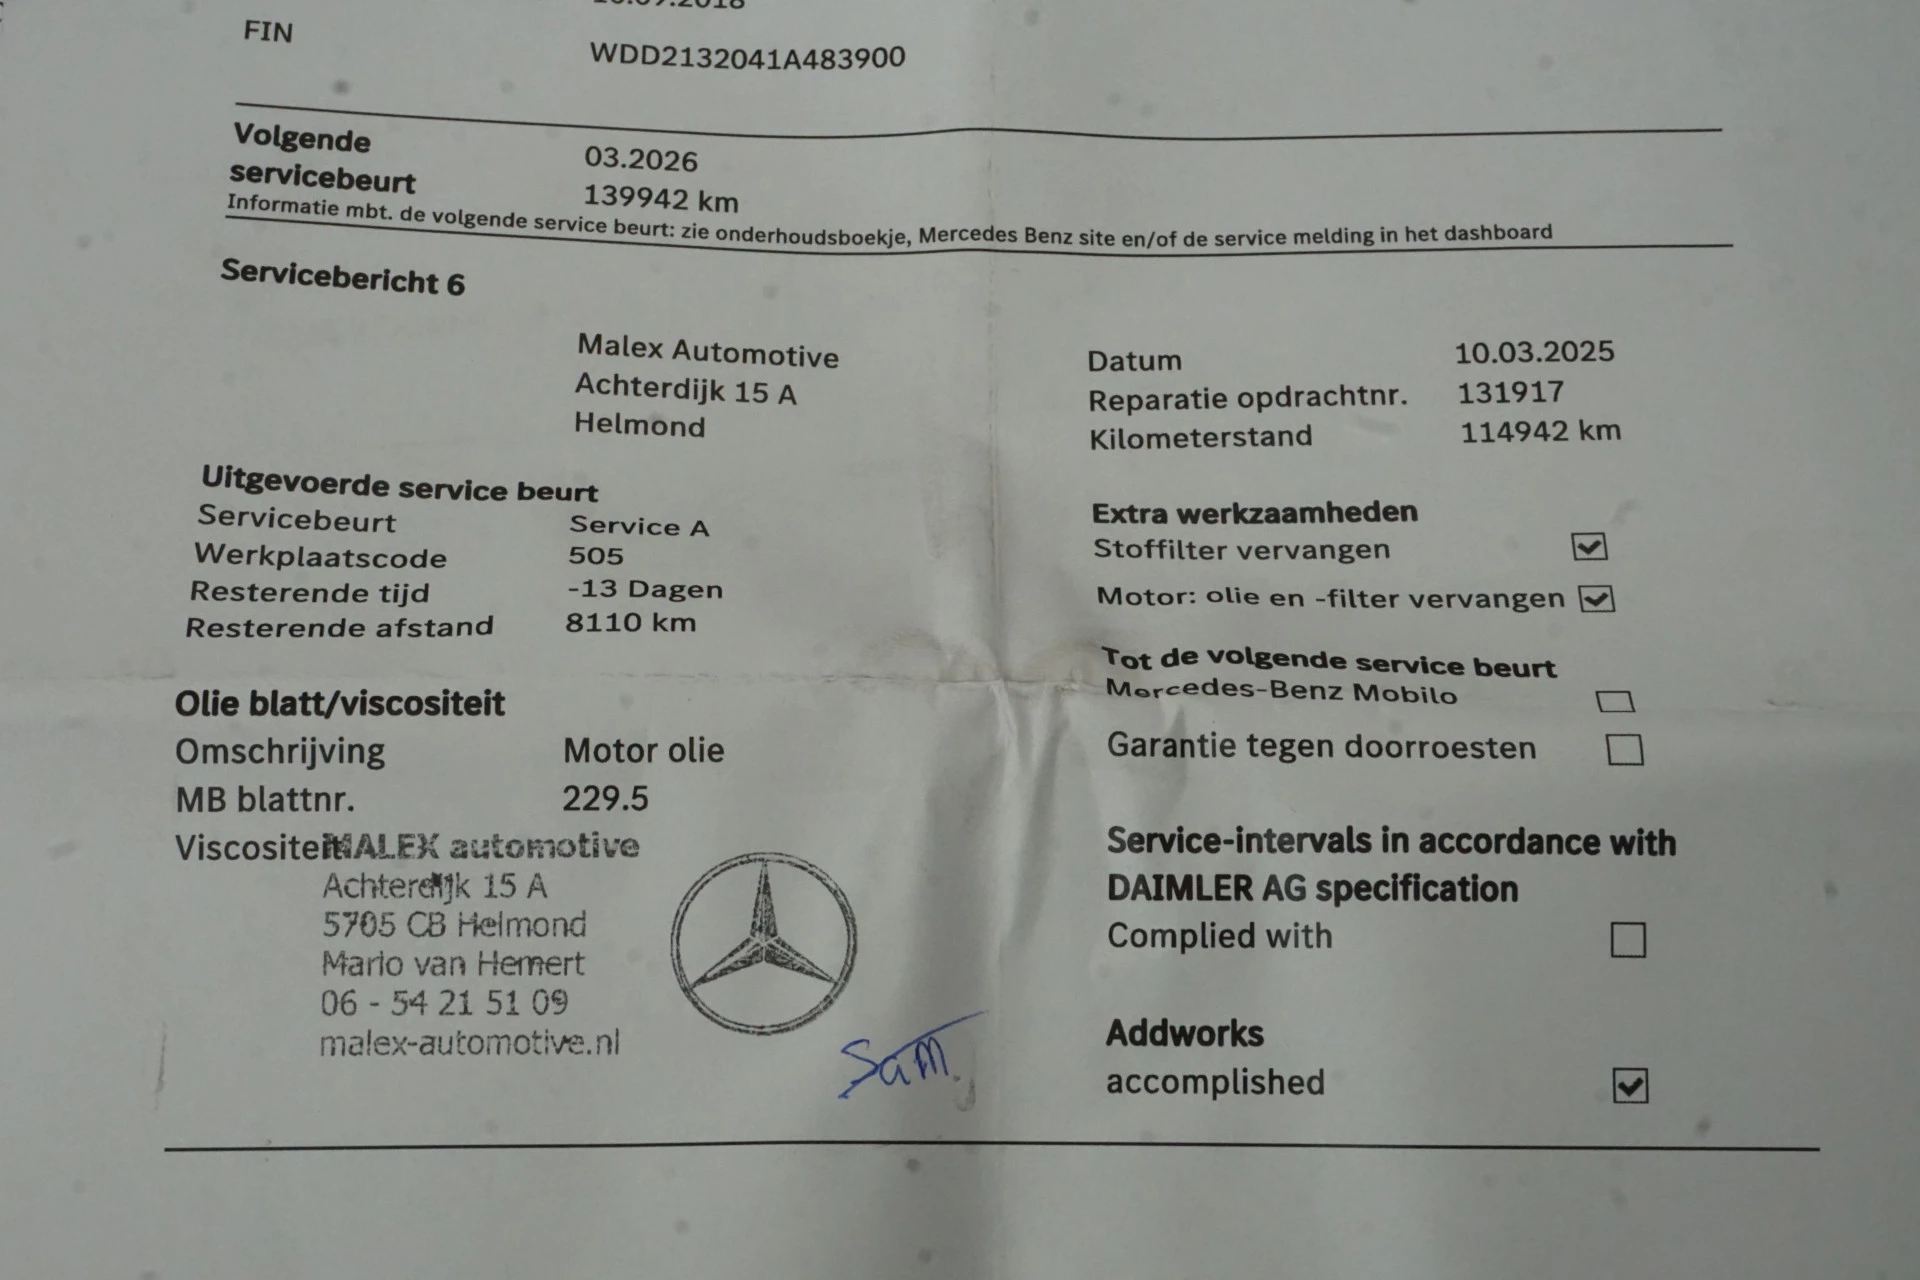 FIN
WDD2132041A483900
Volgende
servicebeurt
03.2026
139942 km
Informatie mbt. de volgende service beurt: zie onderhoudsboekje, Mercedes Benz site en/of de service melding in het dashboard
Servicebericht 6
Malex Automotive
Achterdijk 15 A
Helmond
Datum 10.03.2025
Reparatie opdrachtnr. 131917
Kilometerstand 114942 km
Uitgevoerde service beurt
Servicebeurt Service A
Werkplaatscode 505
Resterende tijd -13 Dagen
Resterende afstand 8110 km
Extra werkzaamheden
Stoffilter vervangen
Motor: olie en -filter vervangen
Tot de volgende service beurt
Mercedes-Benz Mobilo
Garantie tegen doorroesten
Olie blatt/viscositeit
Omschrijving Motor olie
MB blattnr. 229.5
Viscositeit
MALEX automotive
Achterdijk 15 A
5705 CB Helmond
Mario van Hemert
06 - 54 21 51 09
malex-automotive.nl
Sam
Service-intervals in accordance with
DAIMLER AG specification
Complied with
Addworks
accomplished